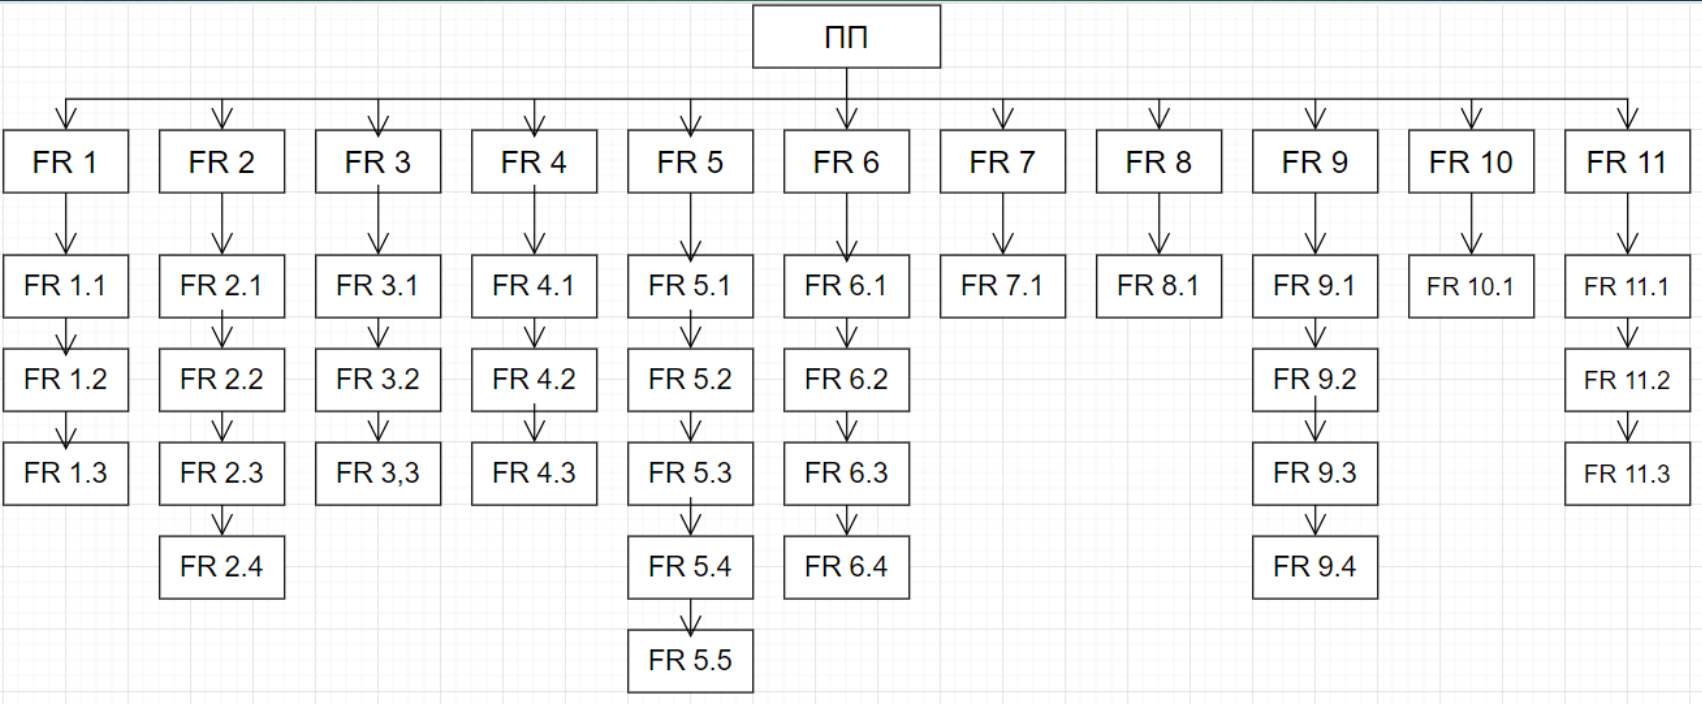 ПП
FR 1
FR 2
FR 3
FR 4
FR 5
FR 6
FR 7
FR 8
FR 9
FR 10
FR 11
FR 1.1
FR 2.1
FR 3.1
FR 4.1
FR 5.1
FR 6.1
FR 7.1
FR 8.1
FR 9.1
FR 10.1
FR 11.1
FR 1.2
FR 2.2
FR 3.2
FR 4.2
FR 5.2
FR 6.2
FR 9.2
FR 11.2
FR 1.3
FR 2.3
FR 3,3
FR 4.3
FR 5.3
FR 6.3
FR 9.3
FR 11.3
FR 2.4
FR 5.4
FR 6.4
FR 9.4
FR 5.5